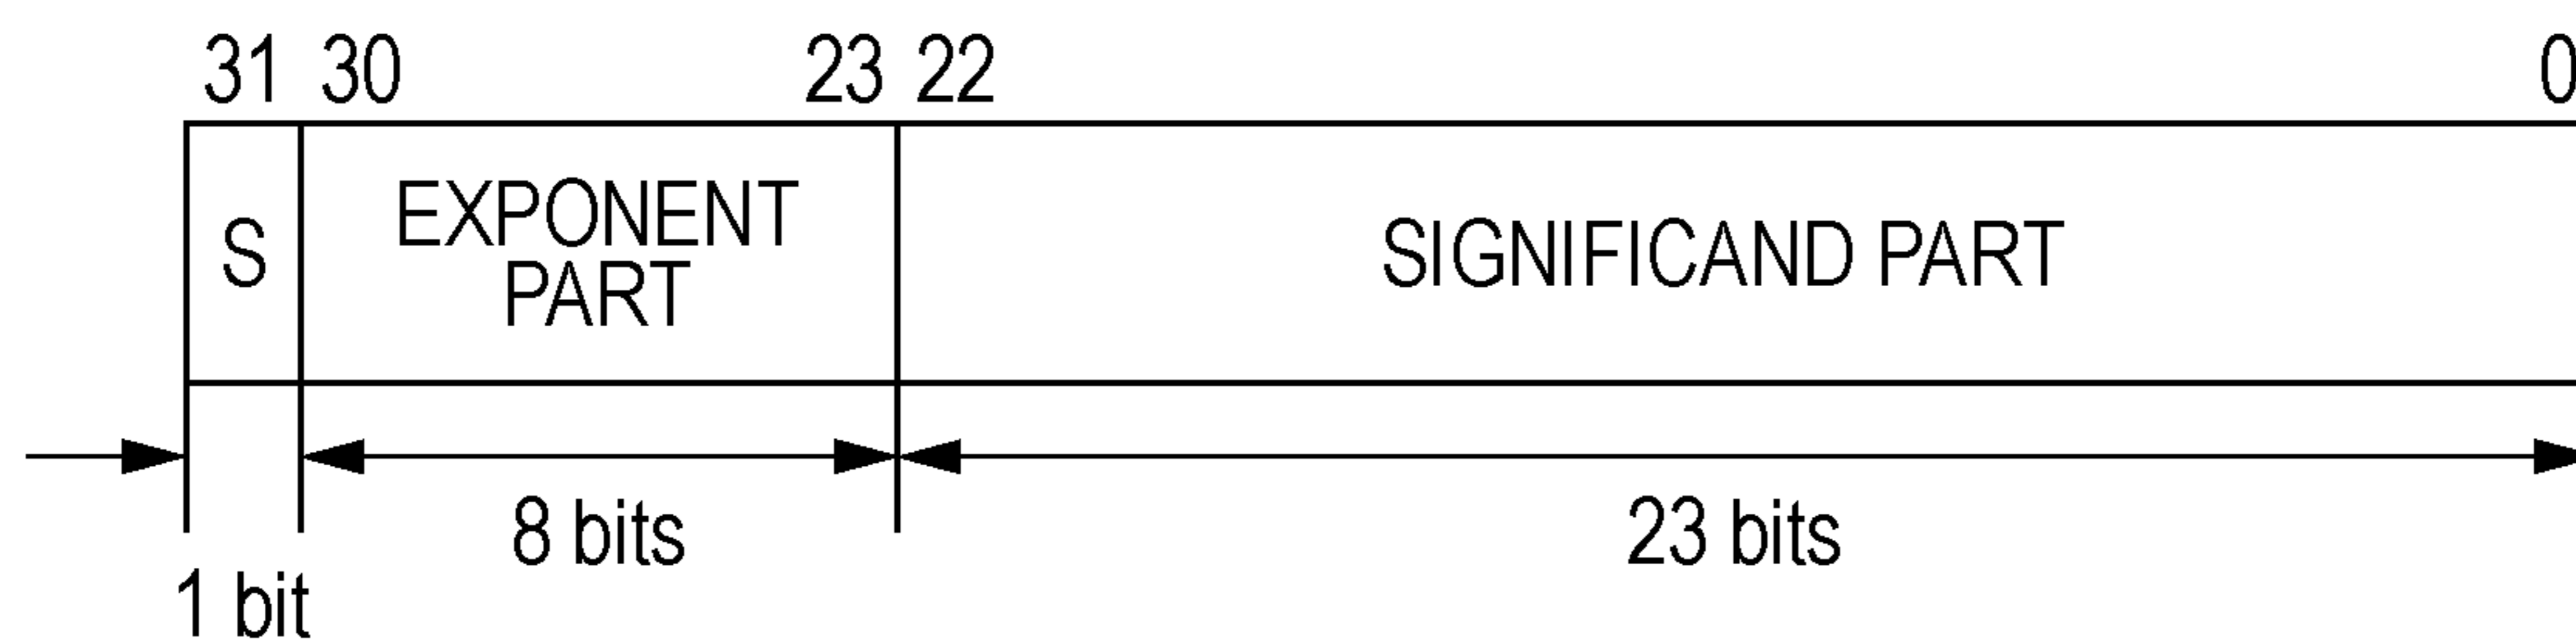 31 30 23 22 0
S
EXPONENT
PART
SIGNIFICAND PART
8 bits
23 bits
1 bit